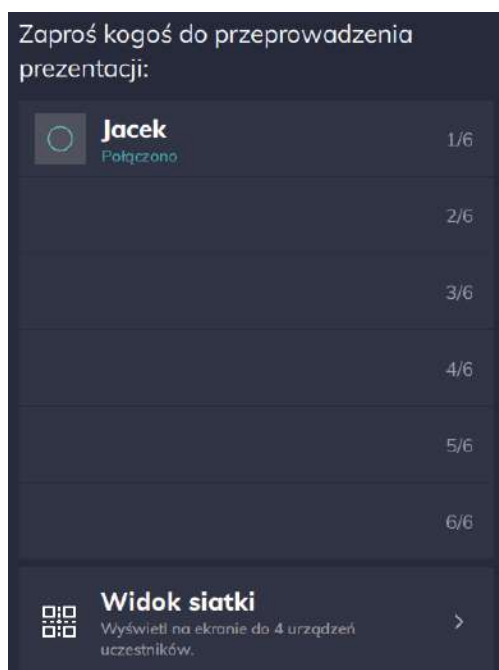 Zaproś kogoś do przeprowadzenia
prezentacji:
Jacek
1/6
Połączono
2/6
3/6
4/6
5/6
6/6
Widok siatki
Wyświetl na ekranie do 4 urządzeń
uczestników.